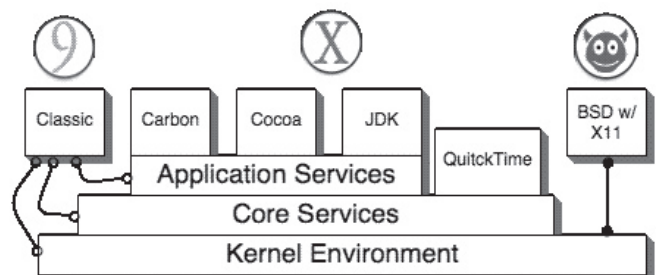 9
X
Classic
Carbon
Cocoa
JDK
BSD w/
X11
QuitckTime
Application Services
Core Services
Kernel Environment